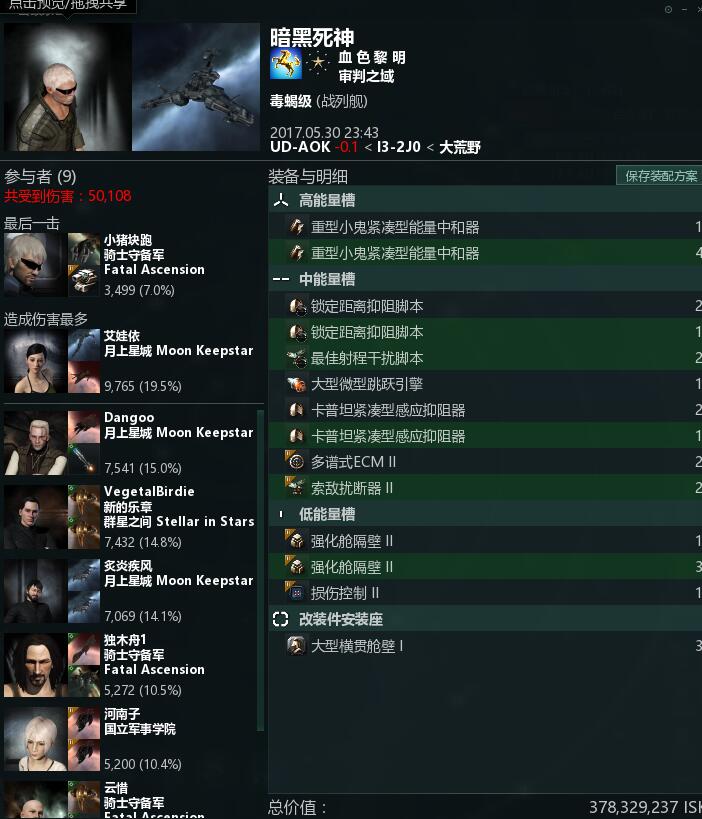 点击预览/拖拽共享
暗黑死神
血色黎明
审判之域
毒蝎级 (战列舰)
2017.05.30 23:43
UD-AOK -0.1 < I3-2J0 < 大荒野
参与者 (9)
共受到伤害：50,108
最后一击
小猪块跑
骑士守备军
Fatal Ascension
3,499 (7.0%)
造成伤害最多
艾娃依
月上星城 Moon Keepstar
9,765 (19.5%)
Dangoo
月上星城 Moon Keepstar
7,541 (15.0%)
VegetalBirdie
新的乐章
群星之间 Stellar in Stars
7,432 (14.8%)
炙炎疾风
月上星城 Moon Keepstar
7,069 (14.1%)
独木舟1
骑士守备军
Fatal Ascension
5,272 (10.5%)
河南子
国立军事学院
5,200 (10.4%)
云惜
骑士守备军
Fatal Ascension
装备与明细
保存装配方案
高能量槽
重型小鬼紧凑型能量中和器 1
重型小鬼紧凑型能量中和器 4
中能量槽
锁定距离抑阻脚本 2
锁定距离抑阻脚本 1
最佳射程干扰脚本 2
大型微型跳跃引擎 1
卡普坦紧凑型感应抑阻器 2
卡普坦紧凑型感应抑阻器 1
多谱式ECM II 2
索敌扰断器 II 2
低能量槽
强化舱隔壁 II 1
强化舱隔壁 II 3
损伤控制 II 1
改装件安装座
大型横贯舱壁 I 3
总价值： 378,329,237 ISK